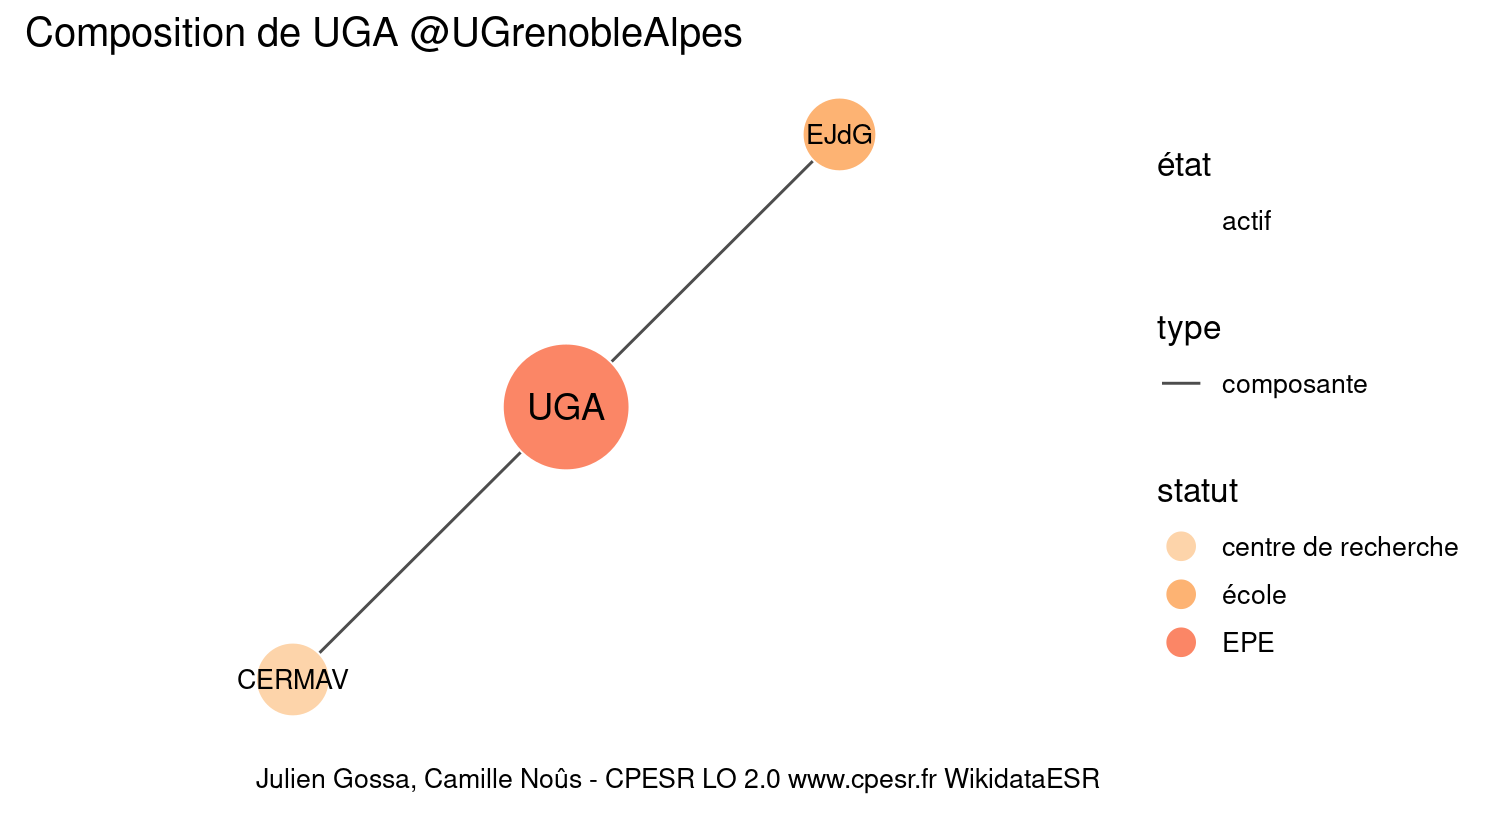 Composition de UGA @UGrenobleAlpes
EJdG
UGA
CERMAV
état
actif
type
composante
statut
centre de recherche
école
EPE
Julien Gossa, Camille Noûs - CPESR LO 2.0 www.cpesr.fr WikidataESR